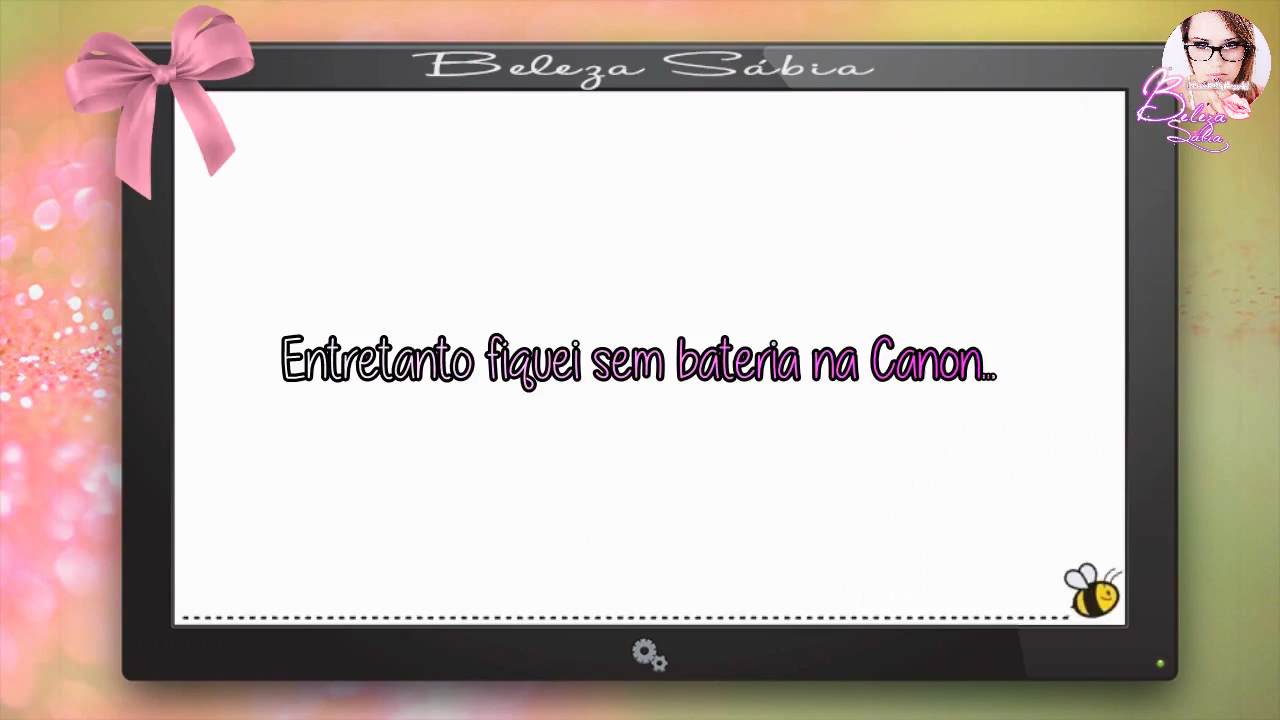 Beleza Sábia
Beleza
Sábia
Entretanto fiquei sem bateria na Canon...